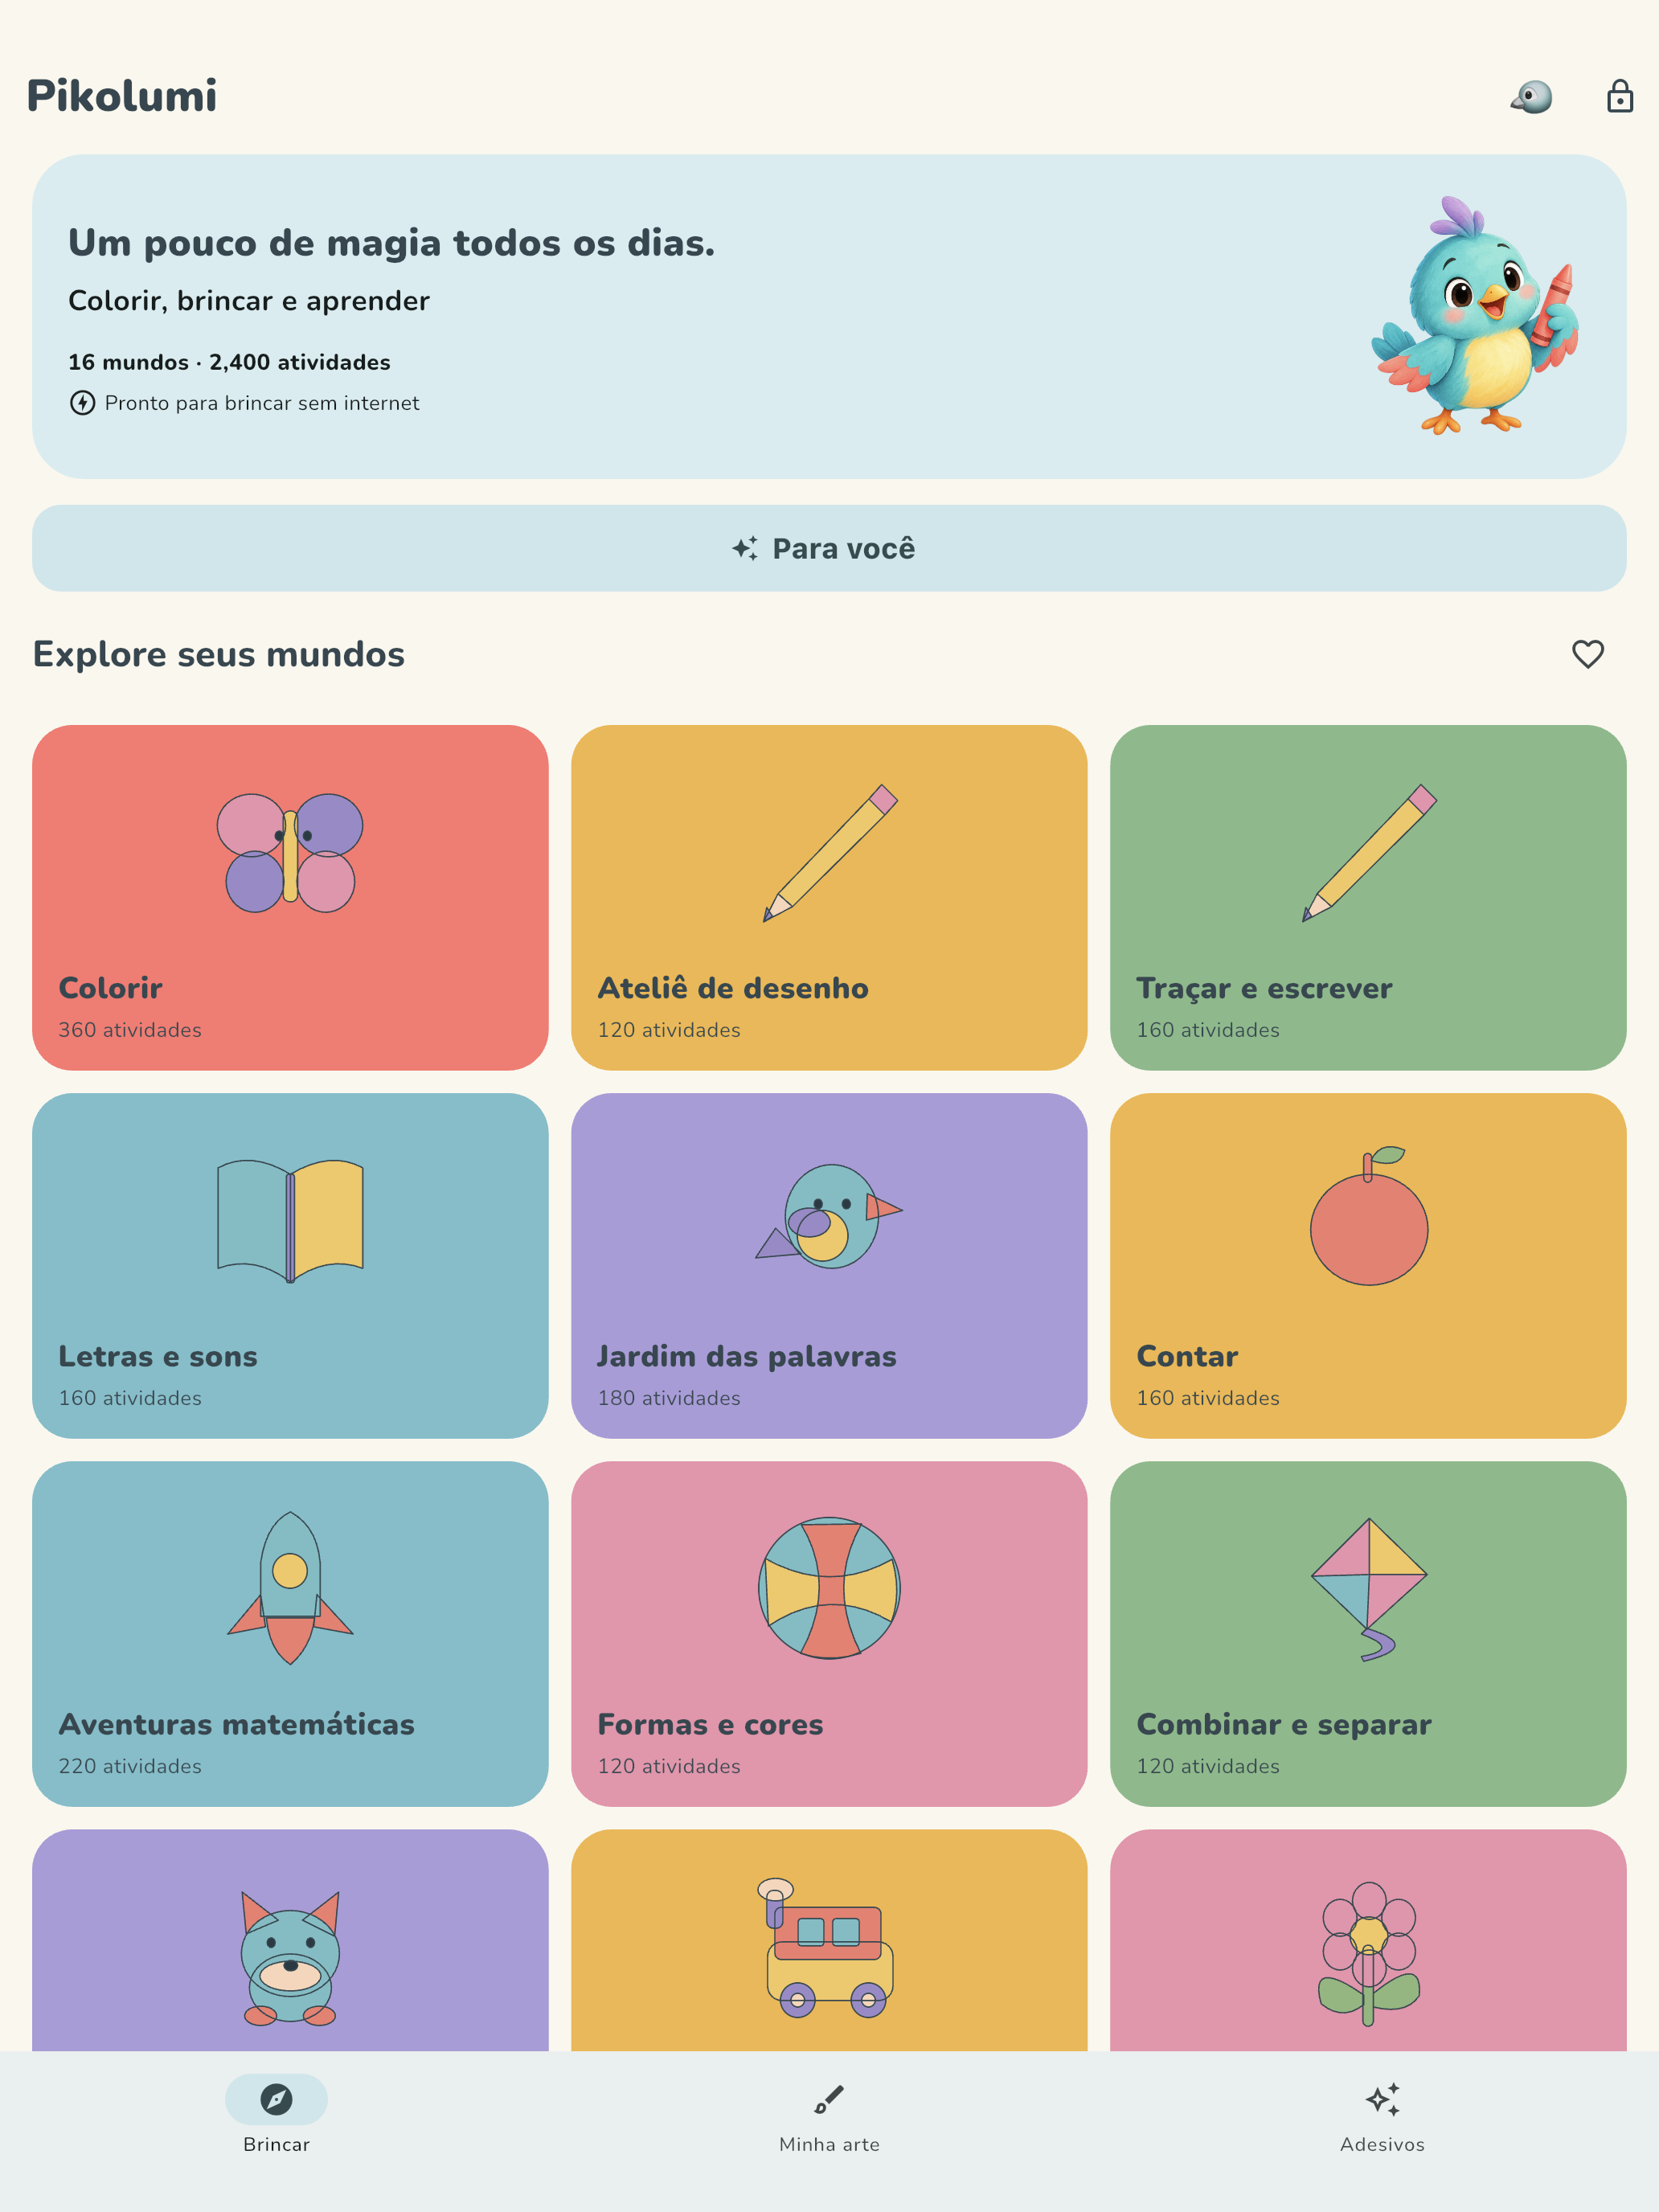 Pikolumi
Um pouco de magia todos os dias.
Colorir, brincar e aprender
16 mundos · 2,400 atividades
Pronto para brincar sem internet
Para você
Explore seus mundos
Colorir
360 atividades
Ateliê de desenho
120 atividades
Traçar e escrever
160 atividades
Letras e sons
160 atividades
Jardim das palavras
180 atividades
Contar
160 atividades
Aventuras matemáticas
220 atividades
Formas e cores
120 atividades
Combinar e separar
120 atividades
Brincar
Minha arte
Adesivos